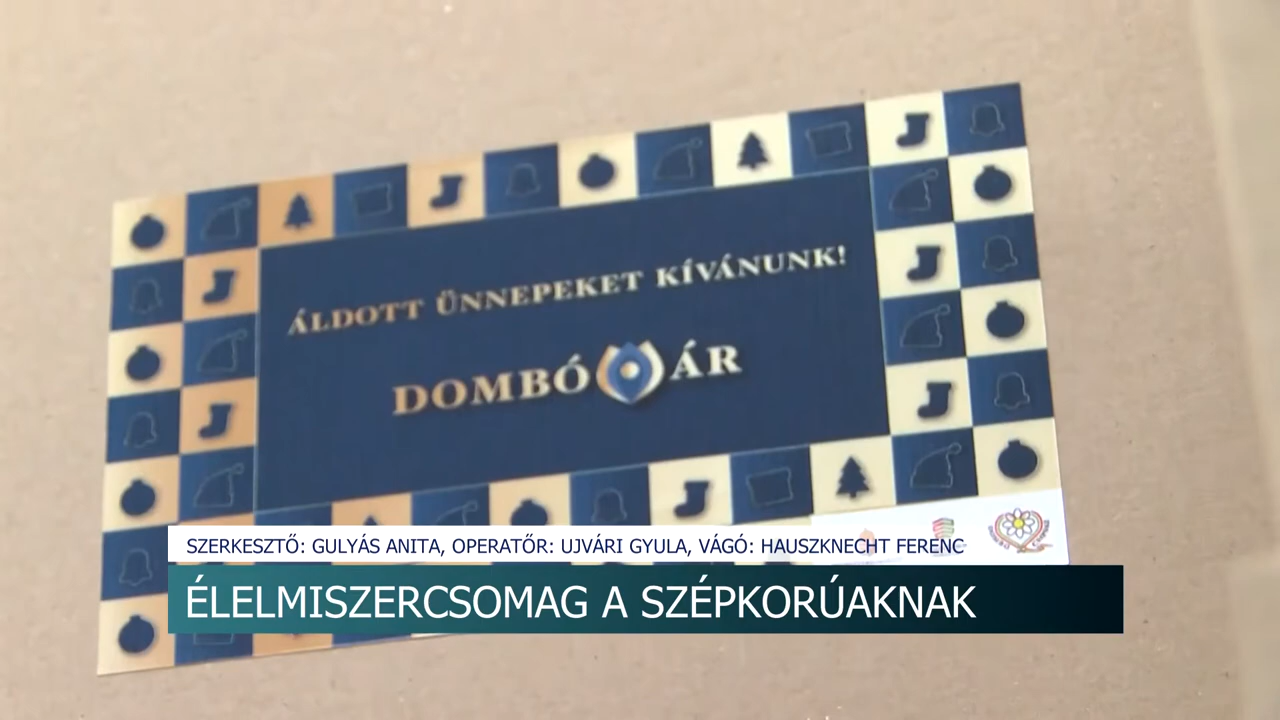 ÁLDOTT ÜNNEPEKET KÍVÁNUNK!
DOMBÓVÁR
SZERKESZTŐ: GULYÁS ANITA, OPERATŐR: UJVÁRI GYULA, VÁGÓ: HAUSZKNECHT FERENC
ÉLELMISZERCSOMAG A SZÉPKORÚAKNAK